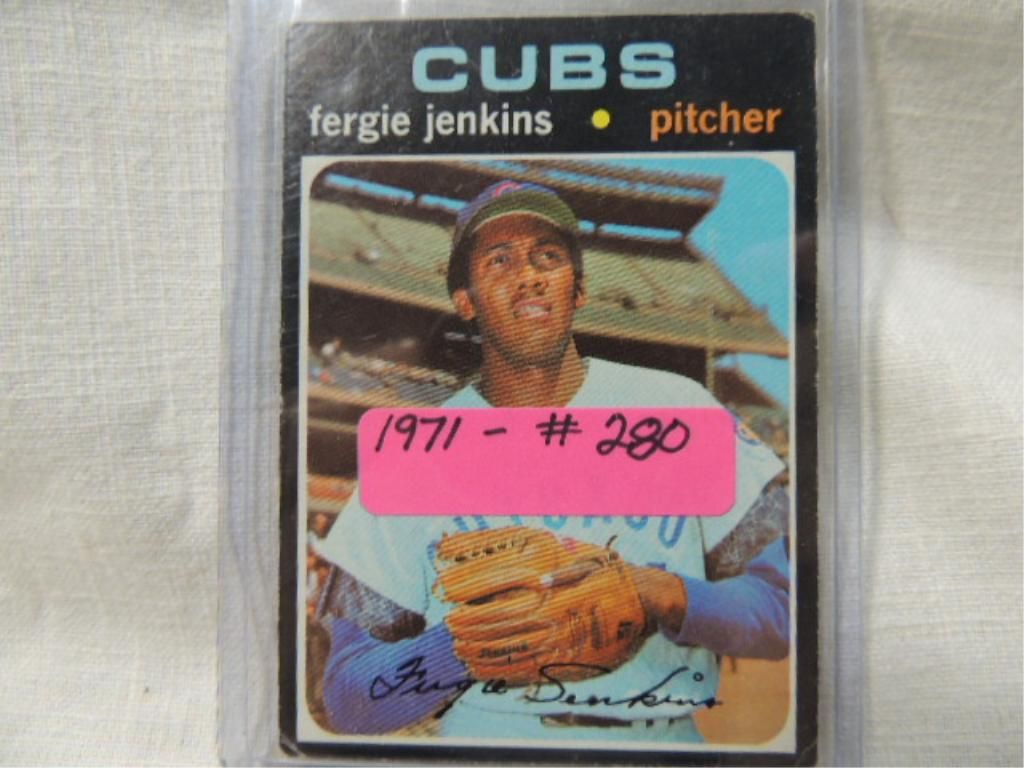 CUBS
fergie jenkins • pitcher
1971 - # 280
Fergie Jenkins